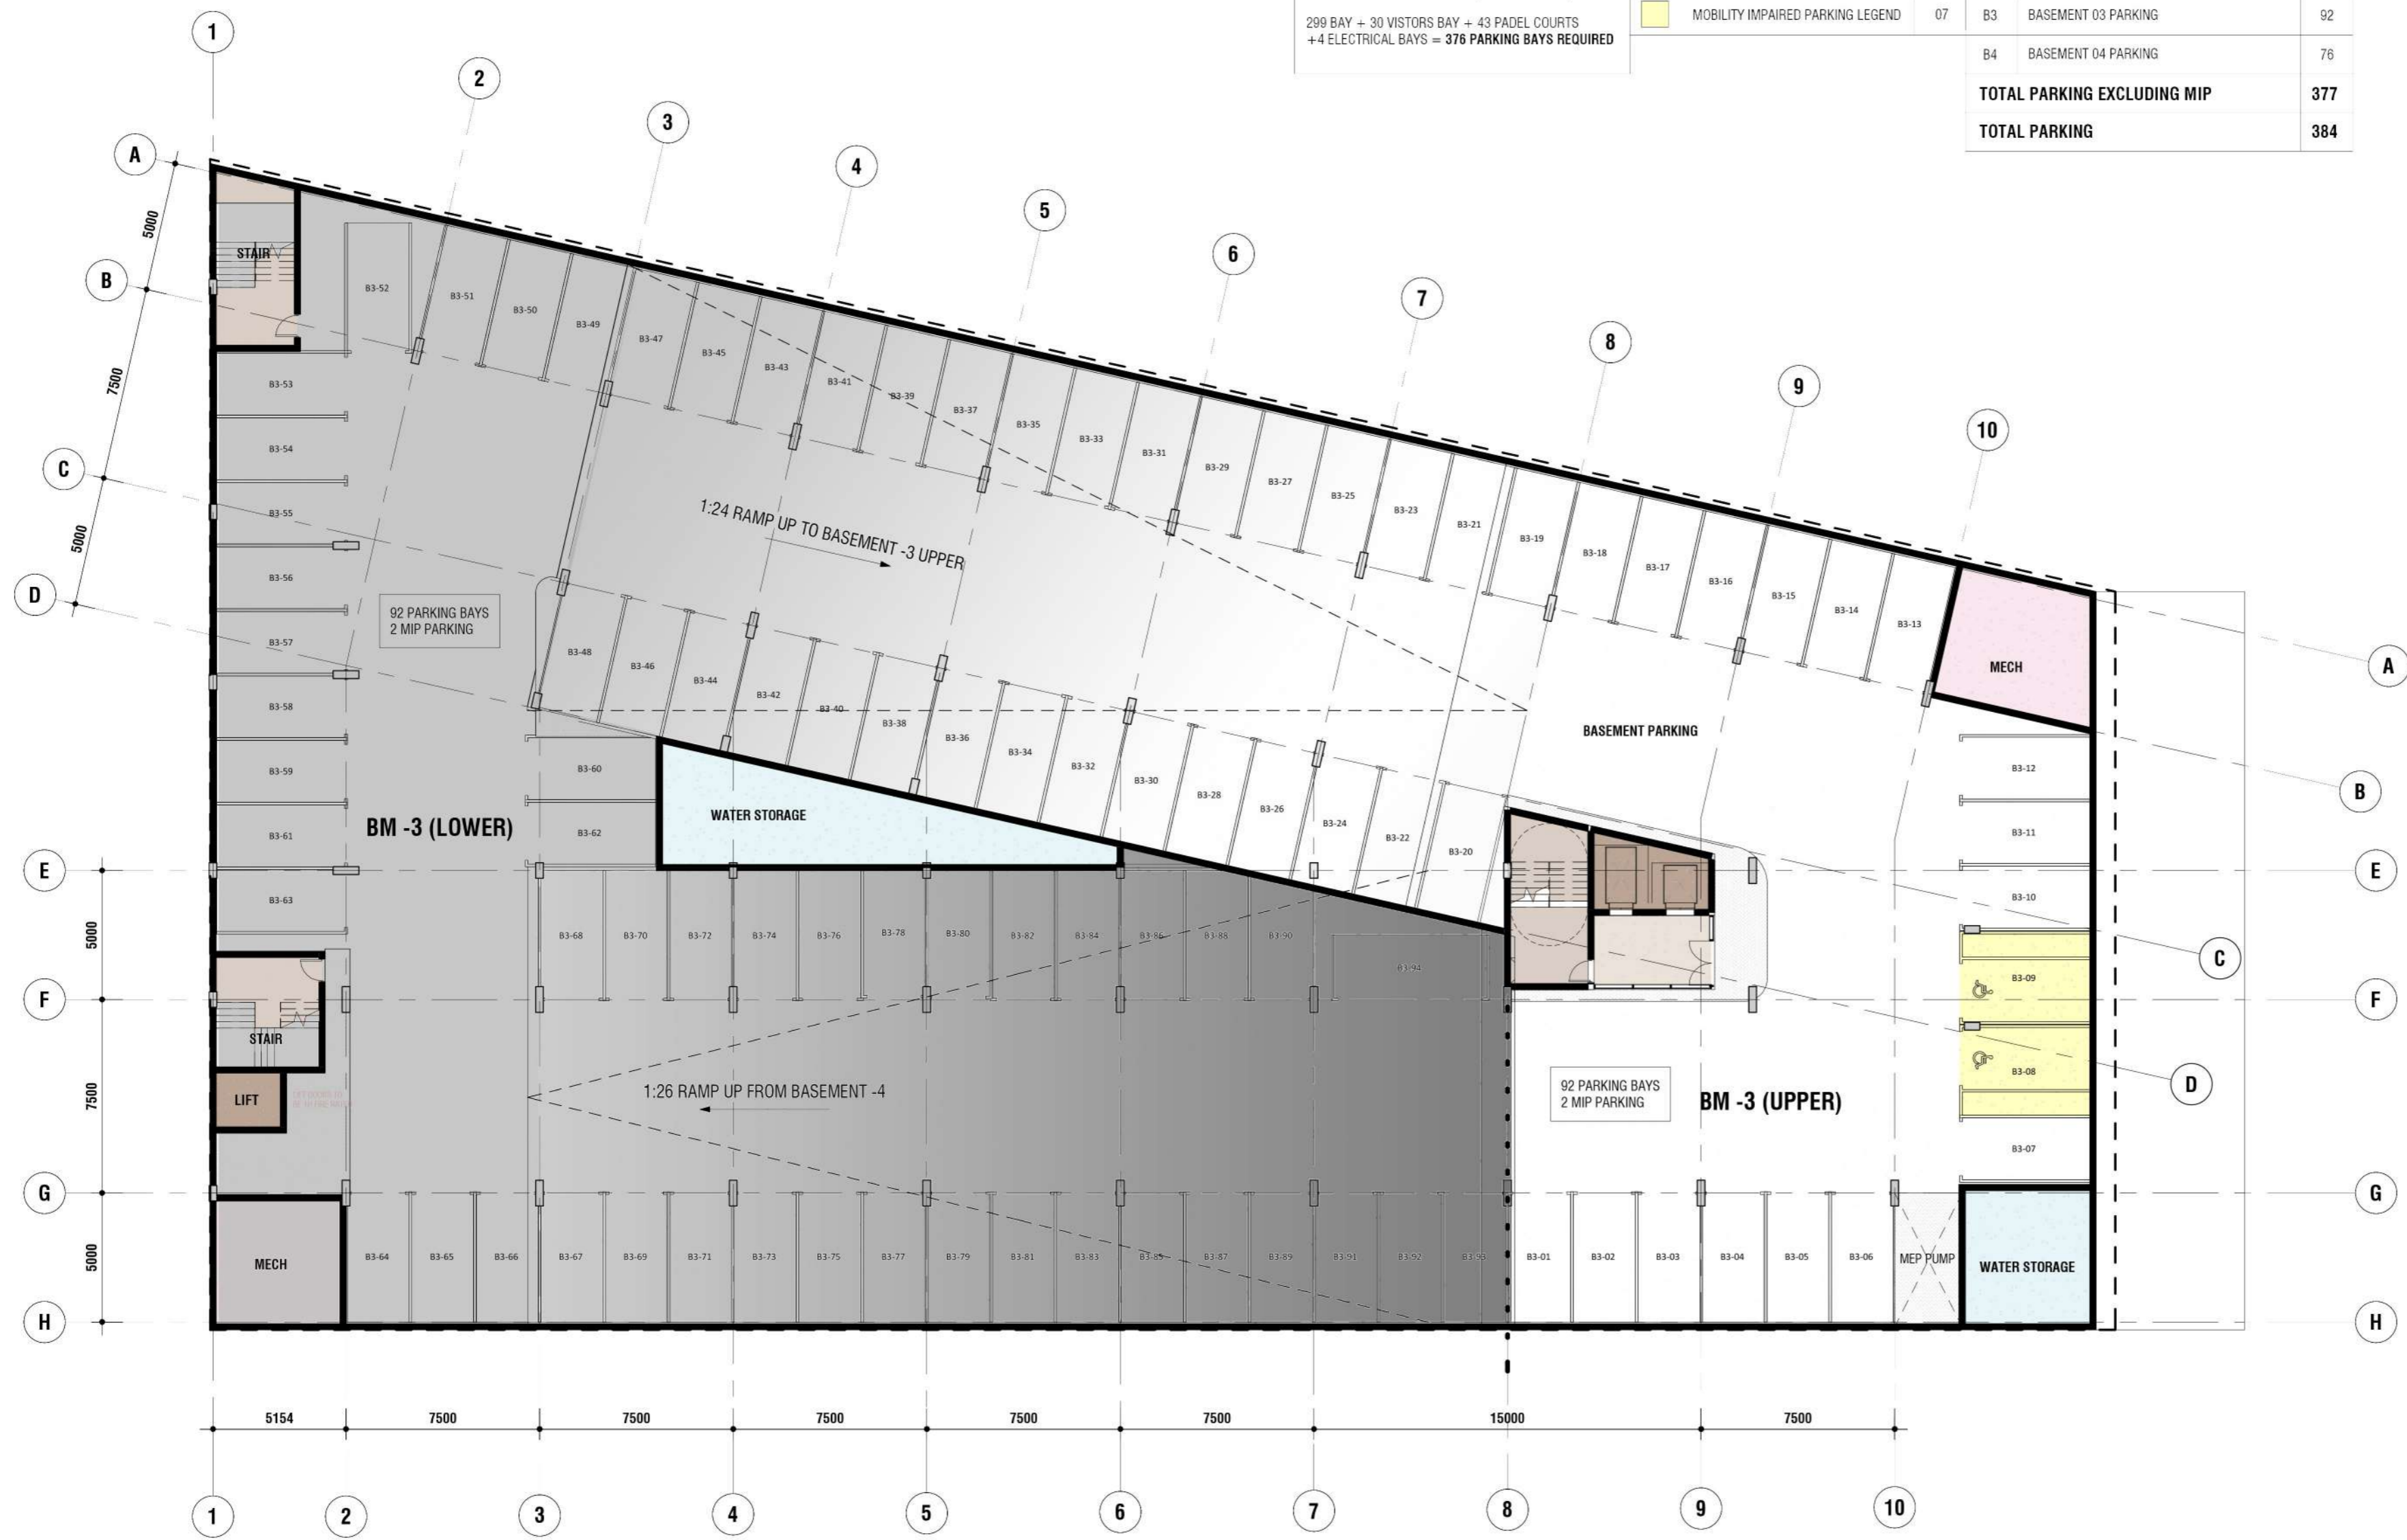 299 BAY + 30 VISTORS BAY + 43 PADEL COURTS
+4 ELECTRICAL BAYS = 376 PARKING BAYS REQUIRED
MOBILITY IMPAIRED PARKING LEGEND 07
B3 BASEMENT 03 PARKING 92
B4 BASEMENT 04 PARKING 76
TOTAL PARKING EXCLUDING MIP 377
TOTAL PARKING 384
1
2
3
4
5
6
7
8
9
10
A
B
C
D
E
F
G
H
5000
7500
5000
5000
7500
5000
STAIR
B3-52
B3-51
B3-50
B3-49
B3-47
B3-45
B3-43
B3-41
B3-39
B3-37
B3-35
B3-33
B3-31
B3-29
B3-27
B3-25
B3-23
B3-21
B3-19
B3-18
B3-17
B3-16
B3-15
B3-14
B3-13
MECH
B3-53
B3-54
B3-55
B3-56
B3-57
B3-58
B3-59
B3-61
B3-63
1:24 RAMP UP TO BASEMENT -3 UPPER
92 PARKING BAYS
2 MIP PARKING
B3-48
B3-46
B3-44
B3-42
B3-40
B3-38
B3-36
B3-34
B3-32
B3-30
B3-28
B3-26
B3-24
B3-22
B3-20
BASEMENT PARKING
B3-60
B3-62
BM -3 (LOWER)
WATER STORAGE
B3-12
B3-11
B3-10
B3-09
B3-08
B3-07
B3-68
B3-70
B3-72
B3-74
B3-76
B3-78
B3-80
B3-82
B3-84
B3-86
B3-88
B3-90
B3-94
STAIR
LIFT
1:26 RAMP UP FROM BASEMENT -4
92 PARKING BAYS
2 MIP PARKING
BM -3 (UPPER)
MECH
B3-64
B3-65
B3-66
B3-67
B3-69
B3-71
B3-73
B3-75
B3-77
B3-79
B3-81
B3-83
B3-85
B3-87
B3-89
B3-91
B3-92
B3-93
B3-01
B3-02
B3-03
B3-04
B3-05
B3-06
MEP PUMP
WATER STORAGE
A
B
E
C
F
D
G
H
5154
7500
7500
7500
7500
7500
15000
7500
1
2
3
4
5
6
7
8
9
10